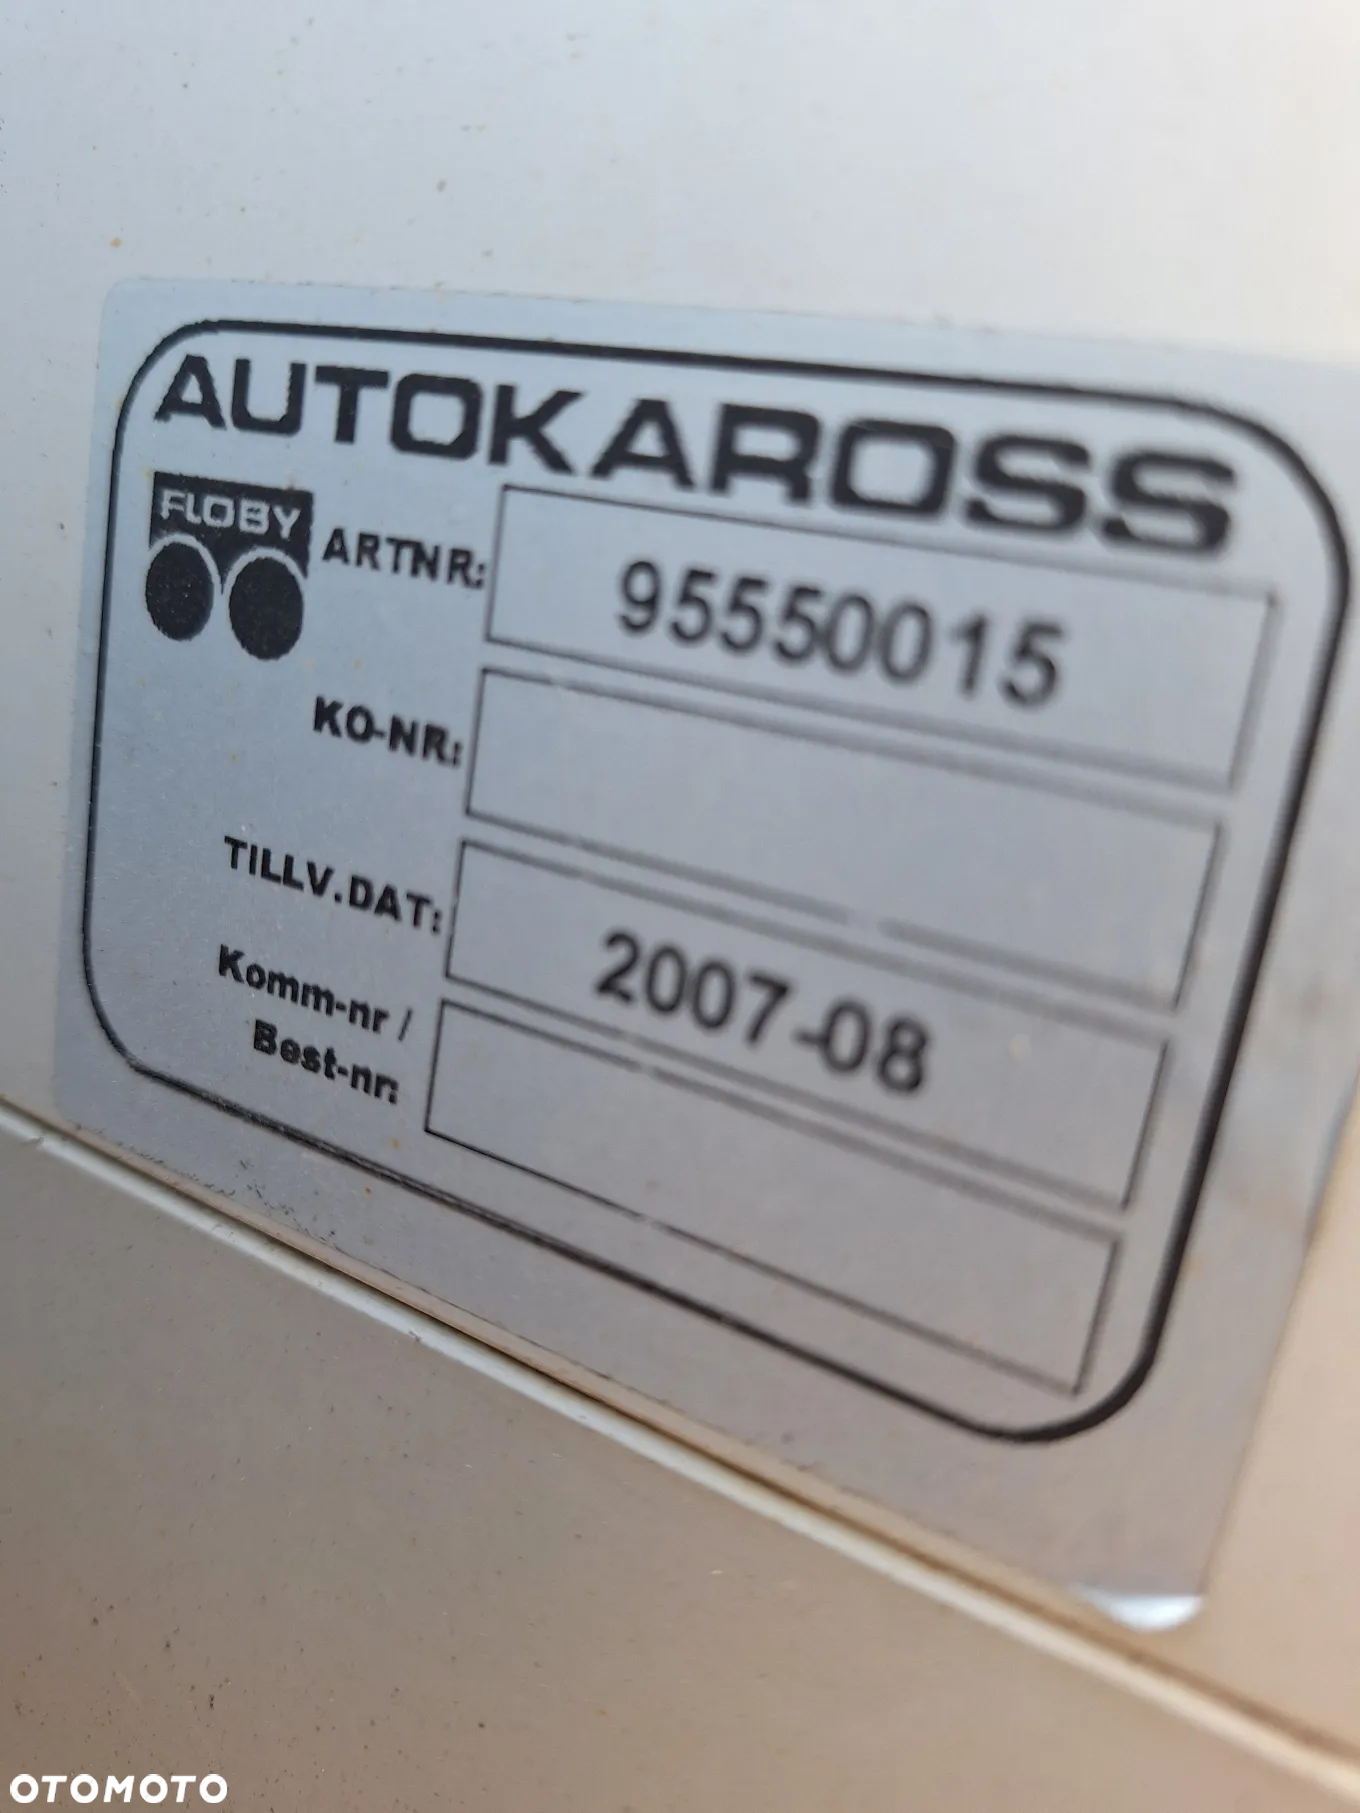 AUTOKAROSS
FLOBY
ARTNR: 95550015
KO-NR:
TILLV.DAT: 2007-08
Komm-nr /
Best-nr:
OTOMOTO